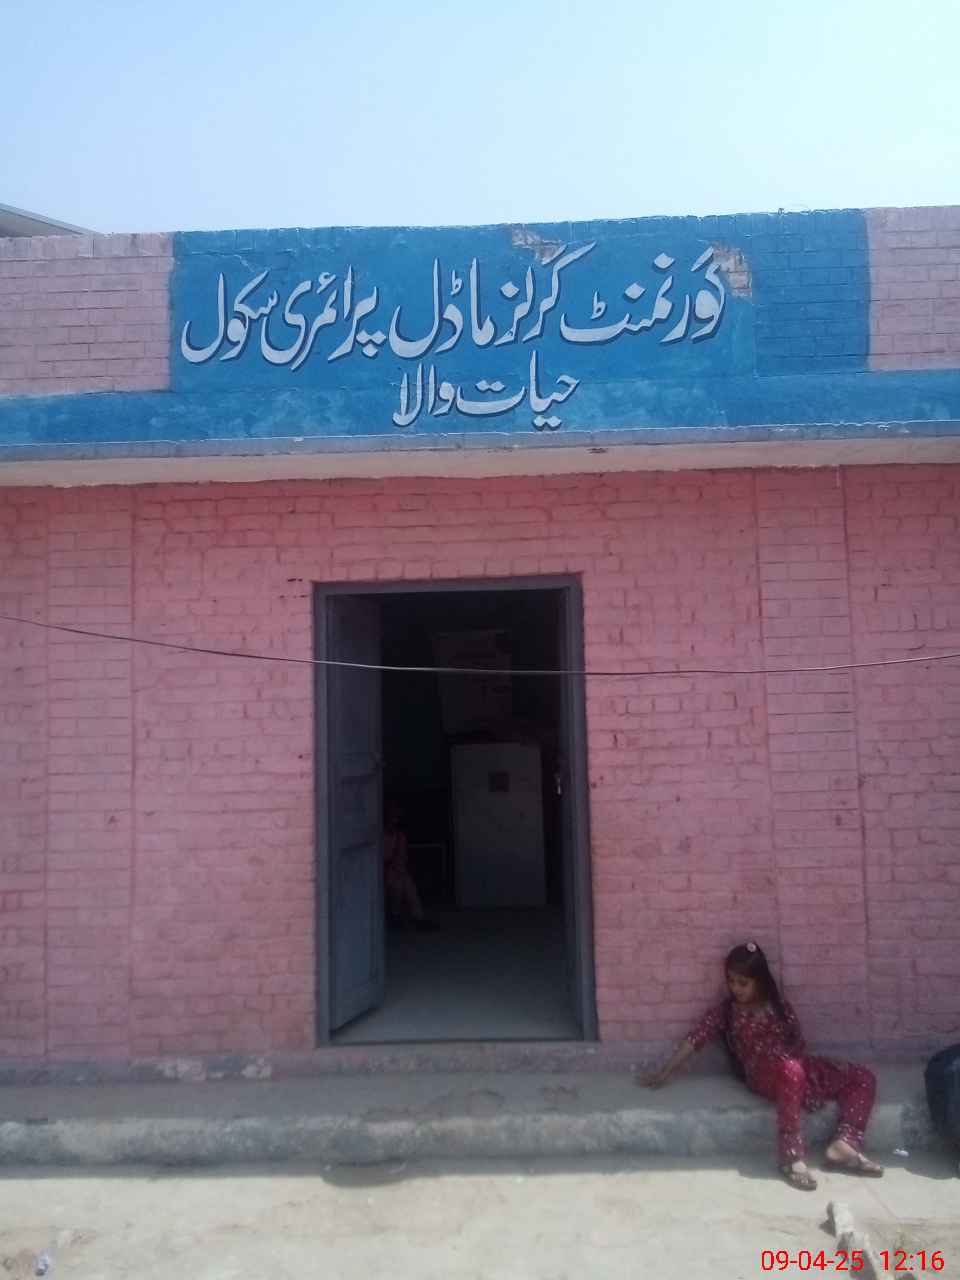 گورنمنٹ گرلز ماڈل پرائمری سکول
حیات والا
09-04-25 12:16